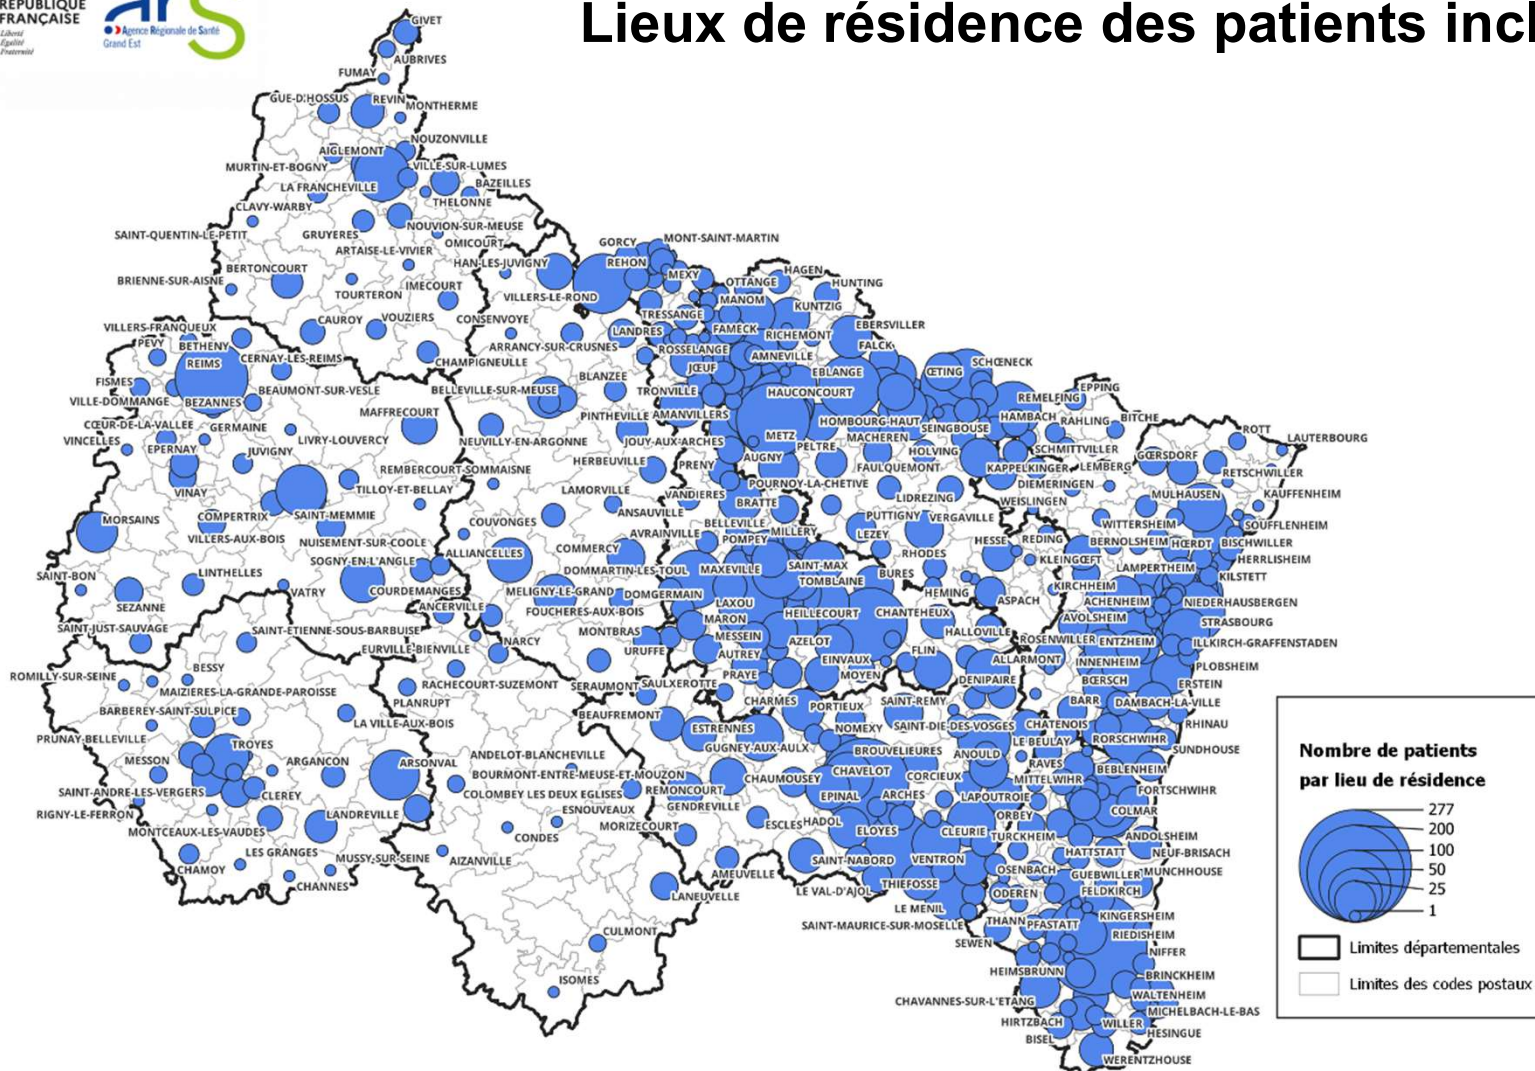 RÉPUBLIQUE
FRANÇAISE
Liberté
Égalité
Fraternité
Agence Régionale de Santé
Grand Est
Lieux de résidence des patients incl
GIVET
AUBRIVES
FUMAY
GUE-D'HOSSUS
REVIN
MONTHERME
NOUZONVILLE
AIGLEMONT
MURTIN-ET-BOGNY
VILLE-SUR-LUMES
LA FRANCHEVILLE
BAZEILLES
CLAVY-WARBY
THELONNE
SAINT-QUENTIN-LE-PETIT
GRUYERES
NOUVION-SUR-MEUSE
OMICOURT
ARTAISE-LE-VIVIER
BERTONCOURT
BRIENNE-SUR-AISNE
TOURTERON
IMECOURT
HAN-LES-JUVIGNY
VILLERS-LE-ROND
GORCY
MONT-SAINT-MARTIN
REHON
MEXY
OTTANGE
HAGEN
HUNTING
MANOM
KUNTZIG
TRESSANGE
VILLERS-FRANQUEUX
CAUROY
VOUZIERS
CONSENVOYE
LANDRES
FAMECK
RICHEMONT
EBERSVILLER
PEVY
BETHENY
ARRANCY-SUR-CRUSNES
ROSSELANGE
AMNEVILLE
FALCK
REIMS
CERNAY-LES-REIMS
CHAMPIGNEULLE
JŒUF
EBLANGE
ŒTING
SCHŒNECK
FISMES
BEAUMONT-SUR-VESLE
BELLEVILLE-SUR-MEUSE
BLANZEE
TRONVILLE
HAUCONCOURT
EPPING
VILLE-DOMMANGE
BEZANNES
MAFFRECOURT
PINTHEVILLE
AMANVILLERS
HOMBOURG-HAUT
REMELFING
CŒUR-DE-LA-VALLEE
GERMAINE
HAMBACH
RAHLING
BITCHE
VINCELLES
LIVRY-LOUVERCY
NEUVILLY-EN-ARGONNE
JOUY-AUX-ARCHES
METZ
MACHEREN
SEINGBOUSE
ROTT
LAUTERBOURG
EPERNAY
JUVIGNY
HERBEUVILLE
PRENY
AUGNY
PELTRE
HOLVING
SCHMITTVILLER
GŒRSDORF
REMBERCOURT-SOMMAISNE
FAULQUEMONT
KAPPELKINGER
LEMBERG
RETSCHWILLER
VINAY
TILLOY-ET-BELLAY
LAMORVILLE
VANDIERES
POURNOY-LA-CHETIVE
DIEMERINGEN
BRATTE
LIDREZING
WEISLINGEN
MULHAUSEN
KAUFFENHEIM
MORSAINS
COMPERTRIX
SAINT-MEMMIE
ANSAUVILLE
COUVONGES
BELLEVILLE
PUTTIGNY
VERGAVILLE
WITTERSHEIM
SOUFFLENHEIM
VILLERS-AUX-BOIS
NUISEMENT-SUR-COOLE
AVRAINVILLE
POMPEY
MILLERY
LEZEY
HESSE
REDING
BERNOLSHEIM
HŒRDT
BISCHWILLER
ALLIANCELLES
COMMERCY
RHODES
KLEINGŒFT
HERRLISHEIM
SOGNY-EN-L'ANGLE
DOMMARTIN-LES-TOUL
MAXEVILLE
SAINT-MAX
LAMPERTHEIM
SAINT-BON
LINTHELLES
TOMBLAINE
BURES
KILSTETT
VATRY
COURDEMANGES
MELIGNY-LE-GRAND
DOMGERMAIN
HEMING
KIRCHHEIM
SEZANNE
ANCERVILLE
FOUCHERES-AUX-BOIS
LAXOU
ASPACH
ACHENHEIM
NIEDERHAUSBERGEN
MARON
HEILLECOURT
CHANTEHEUX
AVOLSHEIM
STRASBOURG
SAINT-JUST-SAUVAGE
SAINT-ETIENNE-SOUS-BARBUISE
NARCY
MONTBRAS
MESSEIN
AZELOT
HALLOVILLE
ROSENWILLER
ENTZHEIM
ILLKIRCH-GRAFFENSTADEN
EURVILLE-BIENVILLE
URUFFE
AUTREY
EINVAUX
FLIN
ALLARMONT
INNENHEIM
PLOBSHEIM
ROMILLY-SUR-SEINE
BESSY
RACHECOURT-SUZEMONT
SERAUMONT
SAULXEROTTE
PRAYE
MOYEN
DENIPAIRE
BŒRSCH
ERSTEIN
MAIZIERES-LA-GRANDE-PAROISSE
PLANRUPT
CHARMES
PORTIEUX
SAINT-REMY
BARR
DAMBACH-LA-VILLE
BARBEREY-SAINT-SULPICE
LA VILLE-AUX-BOIS
BEAUFREMONT
ESTRENNES
NOMEXY
SAINT-DIE-DES-VOSGES
CHATENOIS
RHINAU
PRUNAY-BELLEVILLE
TROYES
GUGNEY-AUX-AULX
LE BEULAY
RORSCHWIHR
SUNDHOUSE
MESSON
ARGANCON
ARSONVAL
ANDELOT-BLANCHEVILLE
BROUVELIEURES
ANOULD
RAVES
BOURMONT-ENTRE-MEUSE-ET-MOUZON
CHAUMOUSEY
CHAVELOT
CORCIEUX
MITTELWIHR
BEBLENHEIM
SAINT-ANDRE-LES-VERGERS
CLEREY
COLOMBEY LES DEUX EGLISES
REMONCOURT
EPINAL
ARCHES
LAPOUTROIE
FORTSCHWIHR
RIGNY-LE-FERRON
LANDREVILLE
ESNOUVEAUX
GENDREVILLE
ORBEY
COLMAR
MONTCEAUX-LES-VAUDES
CONDES
MORIZECOURT
ESCLES
HADOL
ELOYES
CLEURIE
TURCKHEIM
ANDOLSHEIM
LES GRANGES
MUSSY-SUR-SEINE
AIZANVILLE
SAINT-NABORD
VENTRON
HATTSTATT
NEUF-BRISACH
CHAMOY
AMEUVELLE
OSENBACH
GUEBWILLER
MUNCHHOUSE
CHANNES
LANEUVELLE
LE VAL-D'AJOL
THIEFOSSE
ODEREN
FELDKIRCH
LE MENIL
SAINT-MAURICE-SUR-MOSELLE
THANN
PFASTATT
KINGERSHEIM
CULMONT
SEWEN
RIEDISHEIM
NIFFER
ISOMES
HEIMSBRUNN
BRINCKHEIM
CHAVANNES-SUR-L'ETANG
WALTENHEIM
MICHELBACH-LE-BAS
HIRTZBACH
WILLER
HESINGUE
BISEL
WERENTZHOUSE
Nombre de patients
par lieu de résidence
277
200
100
50
25
1
Limites départementales
Limites des codes postaux